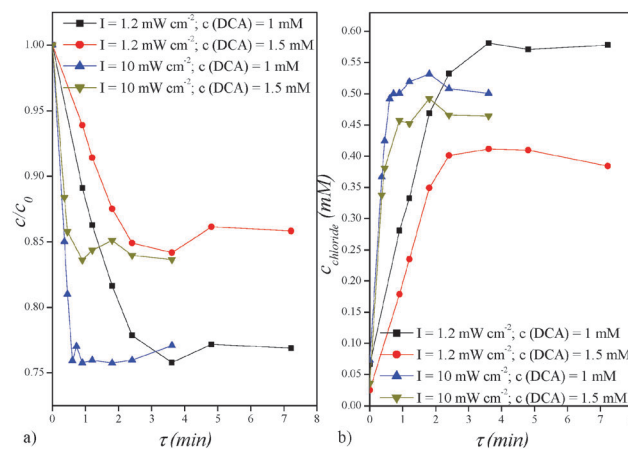 I = 1.2 mW cm⁻²; c (DCA) = 1 mM
I = 1.2 mW cm⁻²; c (DCA) = 1.5 mM
I = 10 mW cm⁻²; c (DCA) = 1 mM
I = 10 mW cm⁻²; c (DCA) = 1.5 mM
1.00
0.95
0.90
0.85
0.80
0.75
c/c₀
0 1 2 3 4 5 6 7 8
a)
τ (min)
0.65
0.60
0.55
0.50
0.45
0.40
0.35
0.30
0.25
0.20
0.15
0.10
0.05
0.00
c chloride (mM)
I = 1.2 mW cm⁻²; c (DCA) = 1 mM
I = 1.2 mW cm⁻²; c (DCA) = 1.5 mM
I = 10 mW cm⁻²; c (DCA) = 1 mM
I = 10 mW cm⁻²; c (DCA) = 1.5 mM
0 1 2 3 4 5 6 7 8
b)
τ (min)